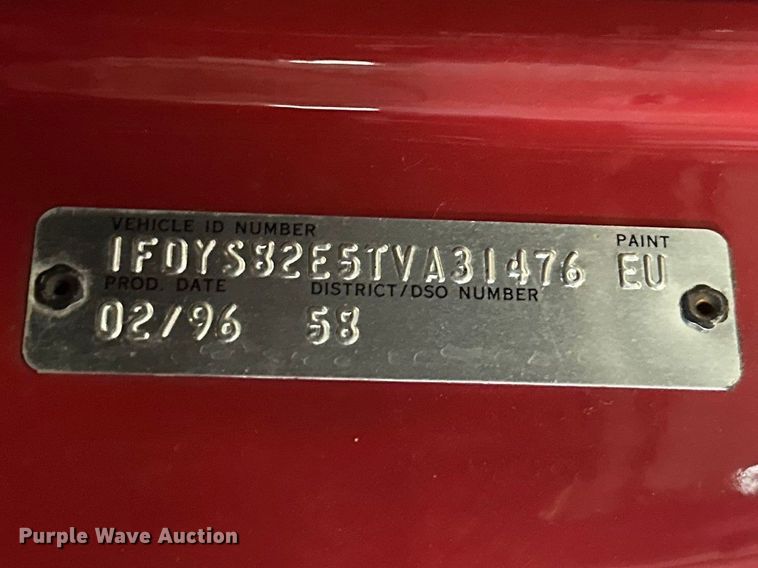 VEHICLE ID NUMBER
1FDYS82E5TVA31476
PAINT
EU
PROD. DATE
02/96
DISTRICT/DSO NUMBER
58
Purple Wave Auction